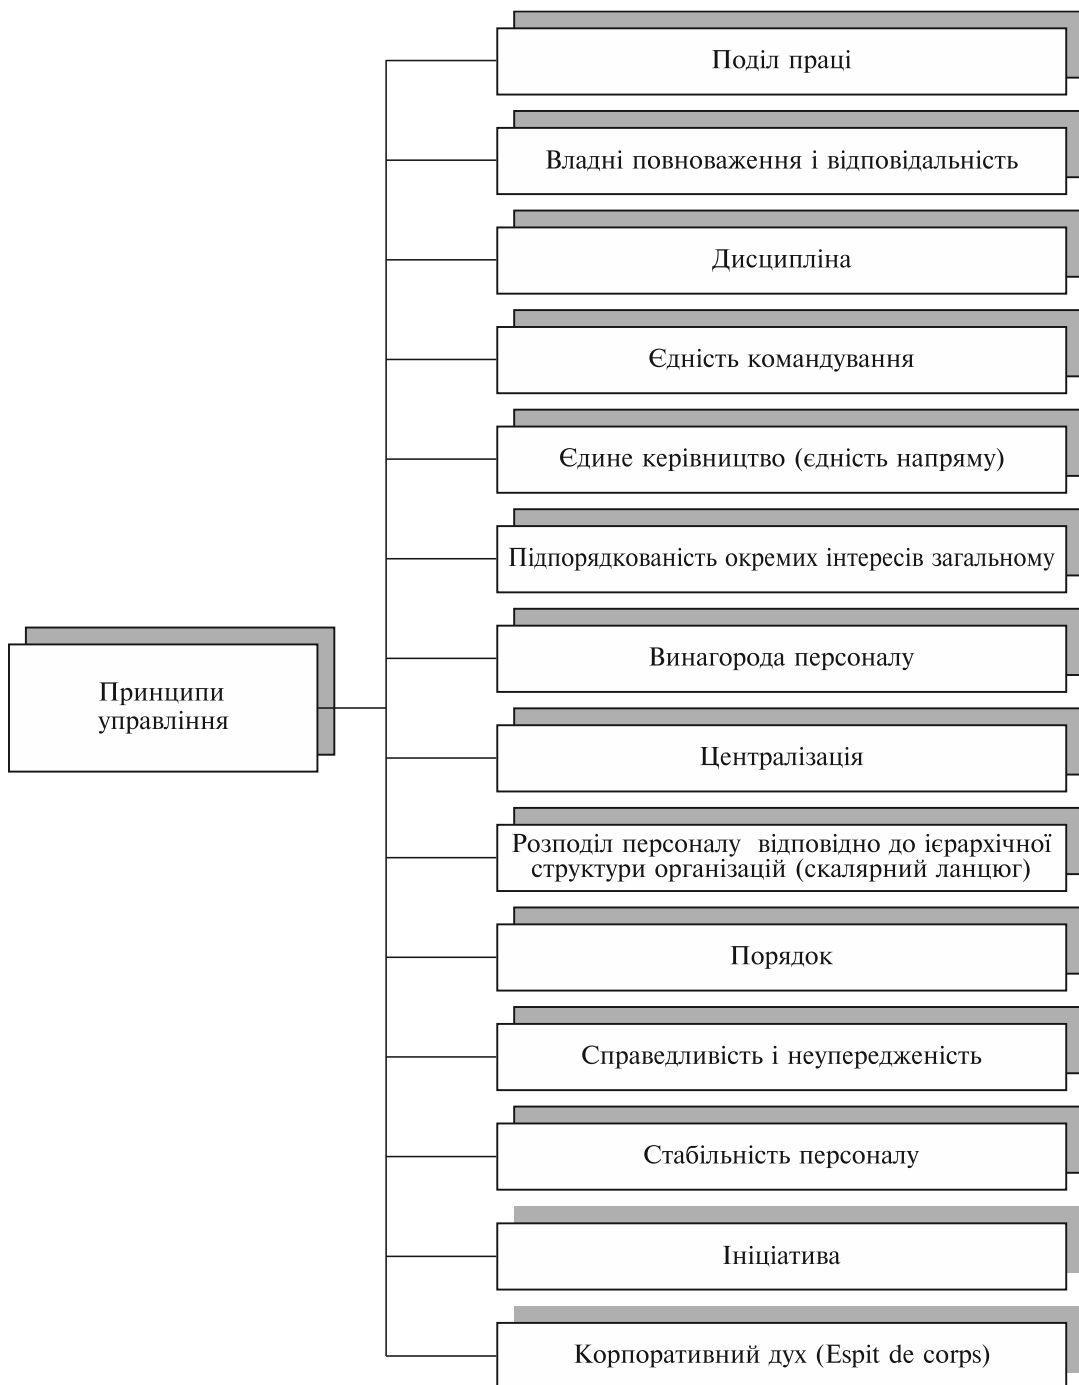 Поділ праці
Владні повноваження і відповідальність
Дисципліна
Єдність командування
Єдине керівництво (єдність напряму)
Підпорядкованість окремих інтересів загальному
Принципи
управління
Винагорода персоналу
Централізація
Розподіл персоналу відповідно до ієрархічної
структури організацій (скалярний ланцюг)
Порядок
Справедливість і неупередженість
Стабільність персоналу
Ініціатива
Корпоративний дух (Espit de corps)